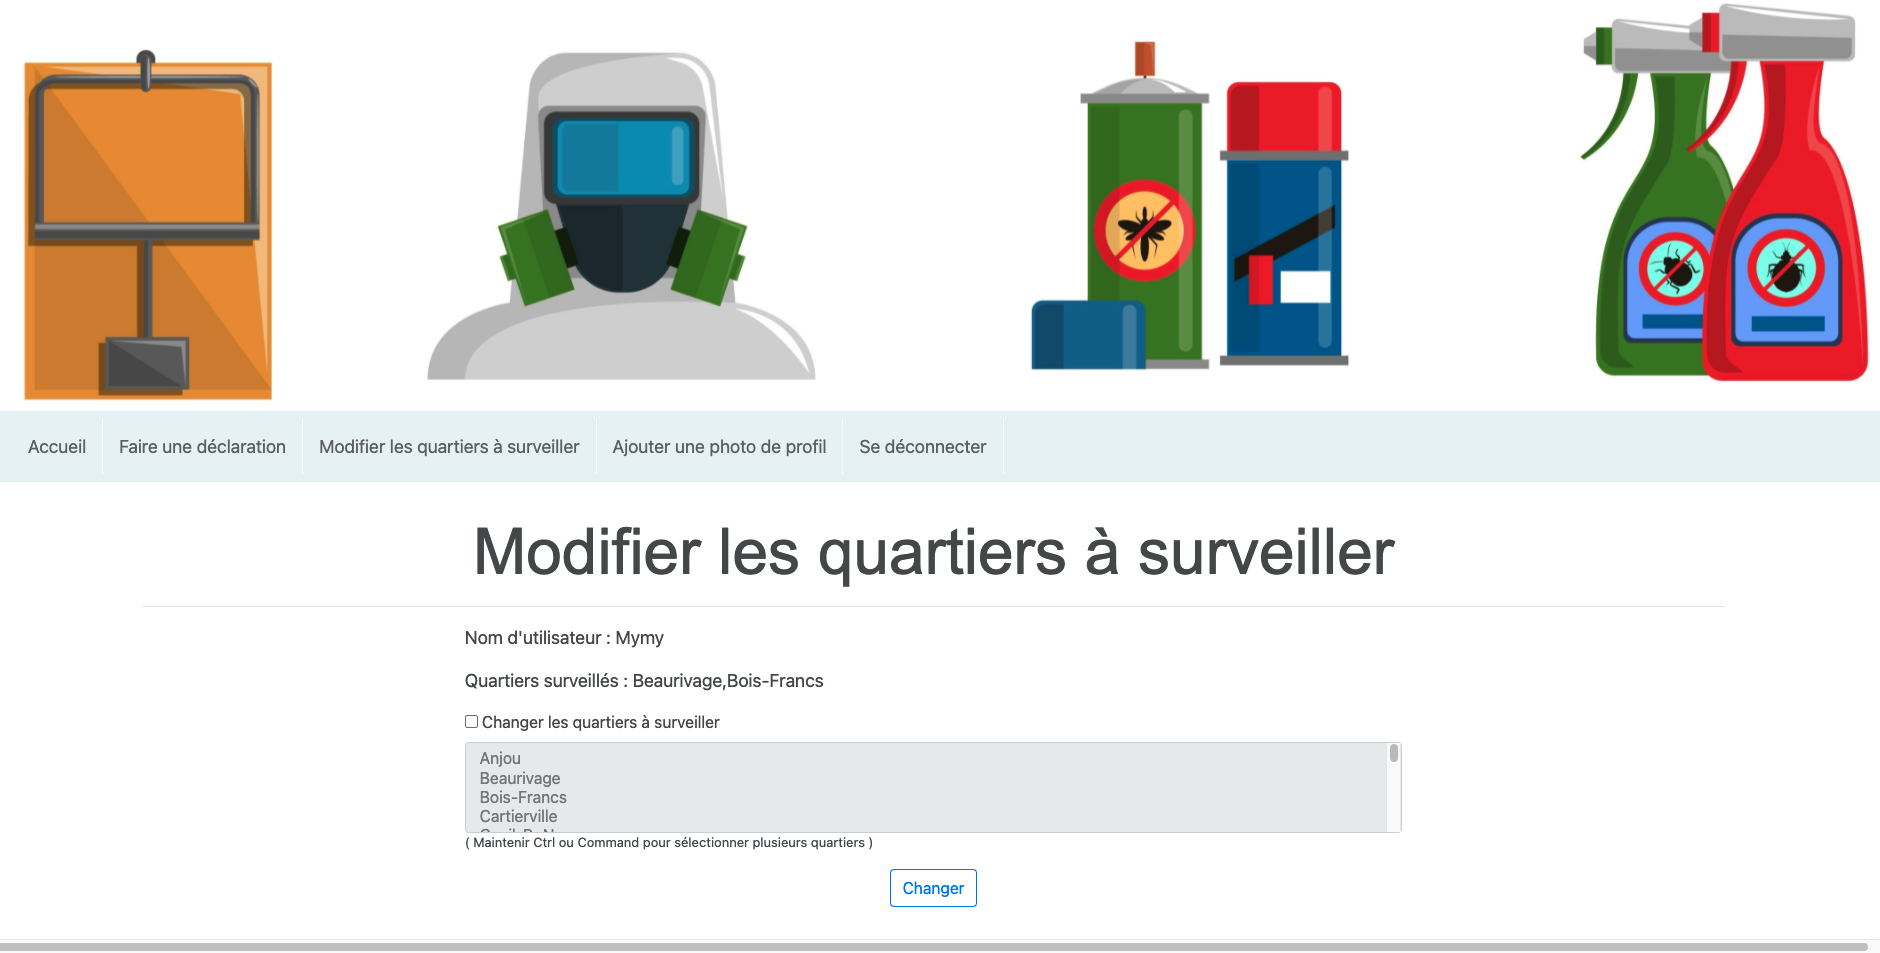 Accueil
Faire une déclaration
Modifier les quartiers à surveiller
Ajouter une photo de profil
Se déconnecter
Modifier les quartiers à surveiller
Nom d'utilisateur : Mymy
Quartiers surveillés : Beaurivage,Bois-Francs
Changer les quartiers à surveiller
Anjou
Beaurivage
Bois-Francs
Cartierville
( Maintenir Ctrl ou Command pour sélectionner plusieurs quartiers )
Changer